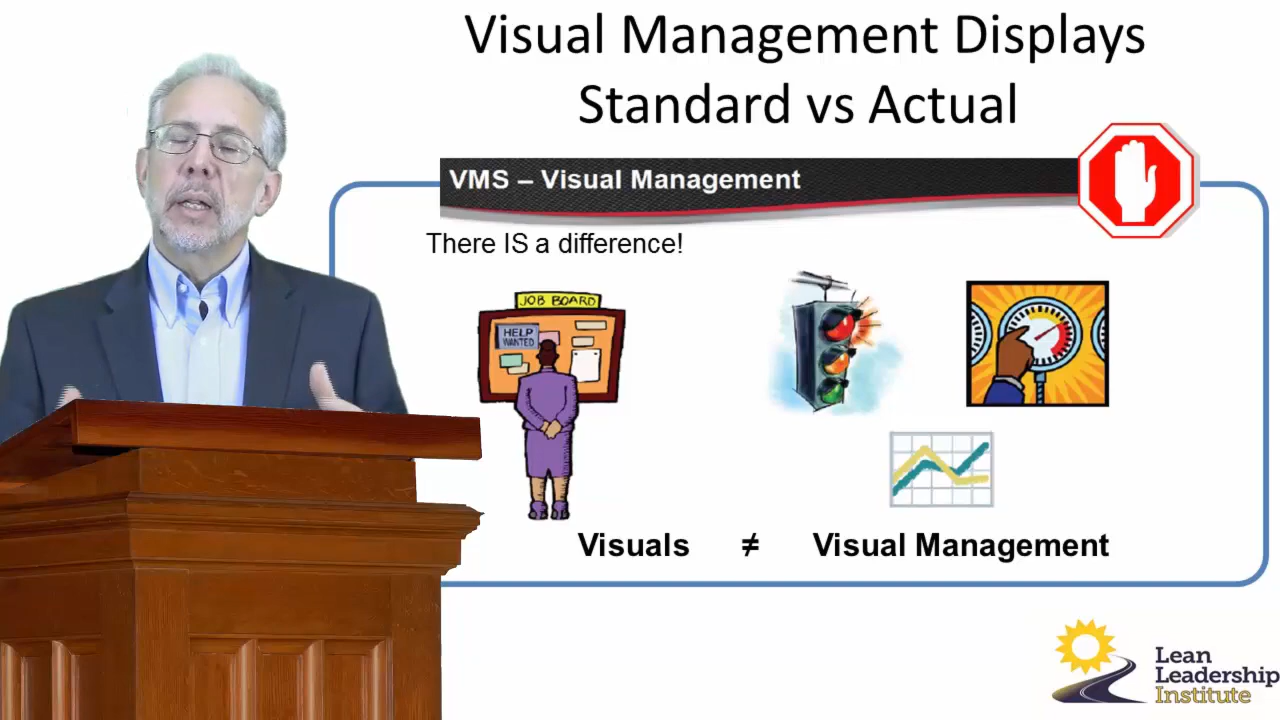 Visual Management Displays
Standard vs Actual
VMS – Visual Management
There IS a difference!
JOB BOARD
HELP
WANTED
Visuals ≠ Visual Management
Lean
Leadership
Institute